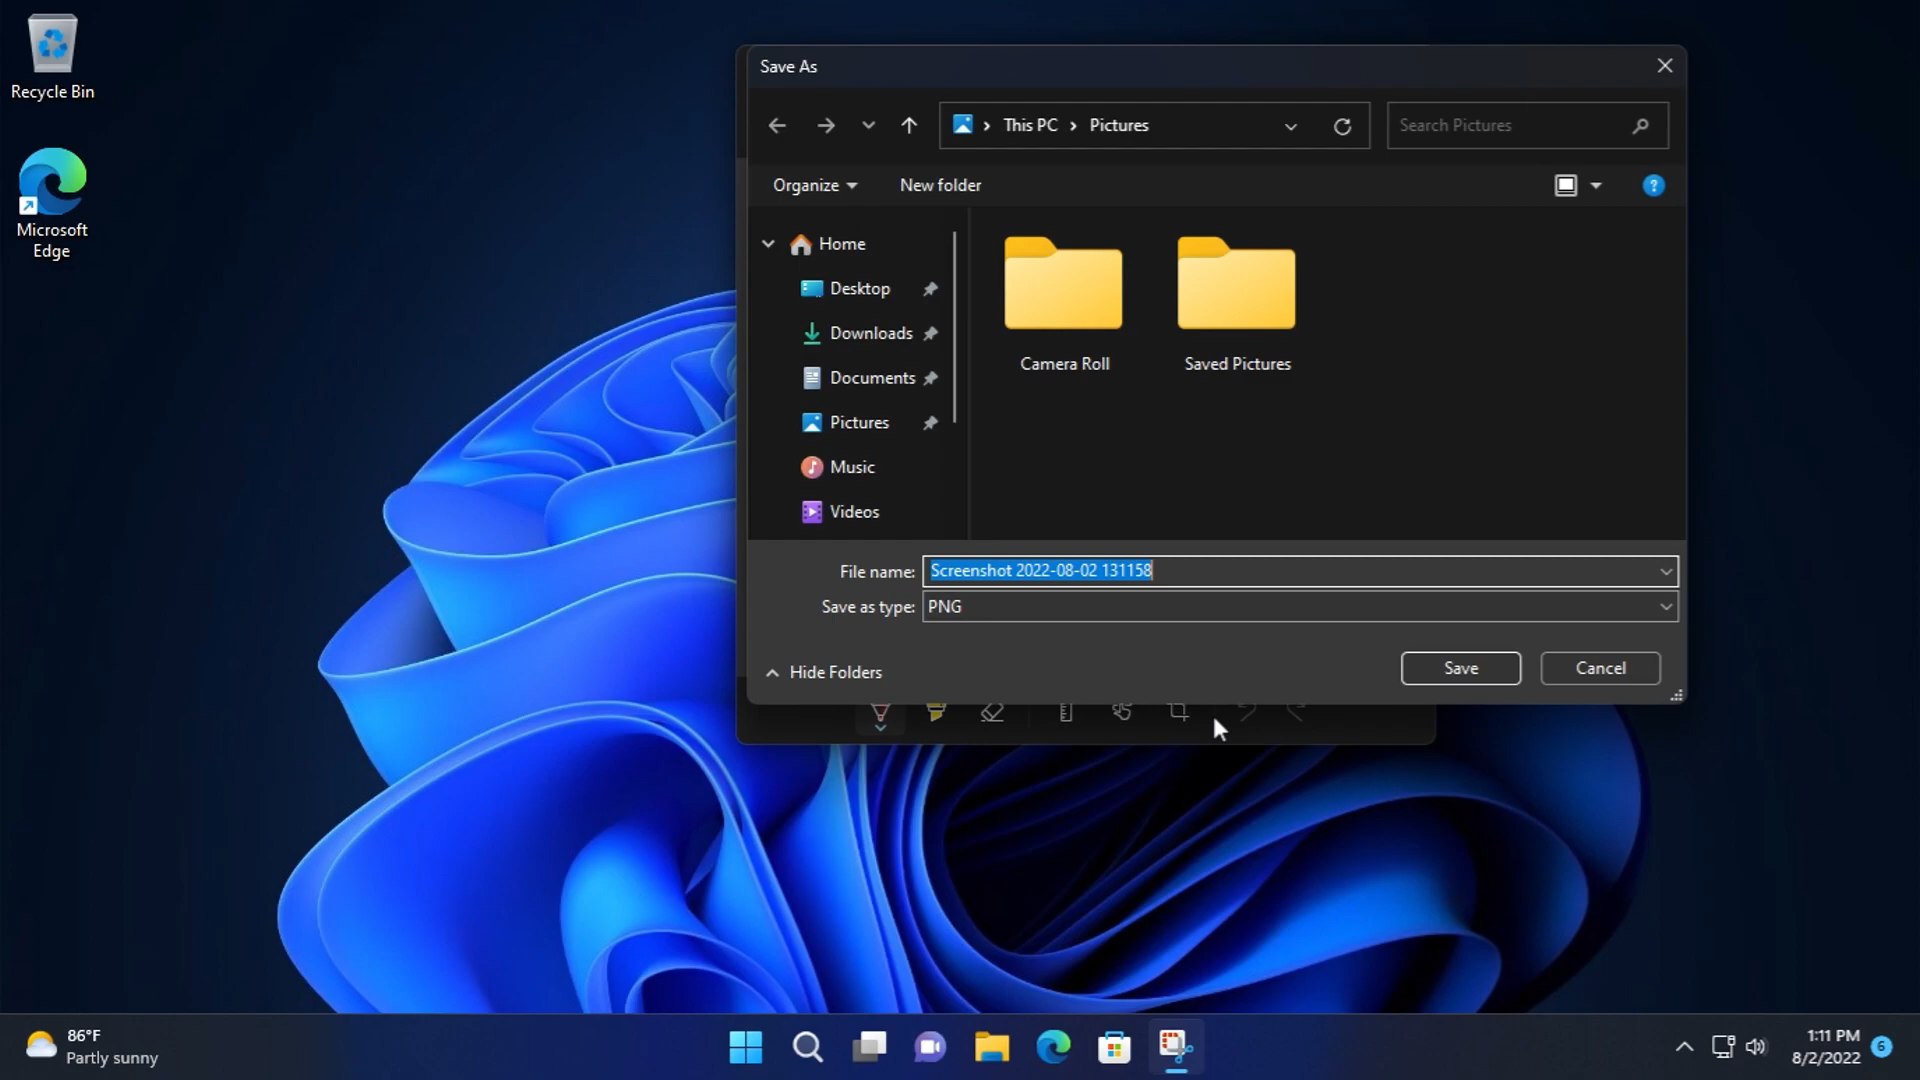 Recycle Bin
Microsoft
Edge
Save As
This PC
Pictures
Search Pictures
Organize
New folder
Home
Desktop
Downloads
Documents
Pictures
Music
Videos
Camera Roll
Saved Pictures
File name: Screenshot 2022-08-02 131158
Save as type: PNG
Hide Folders
Save
Cancel
86°F
Partly sunny
1:11 PM
8/2/2022
6